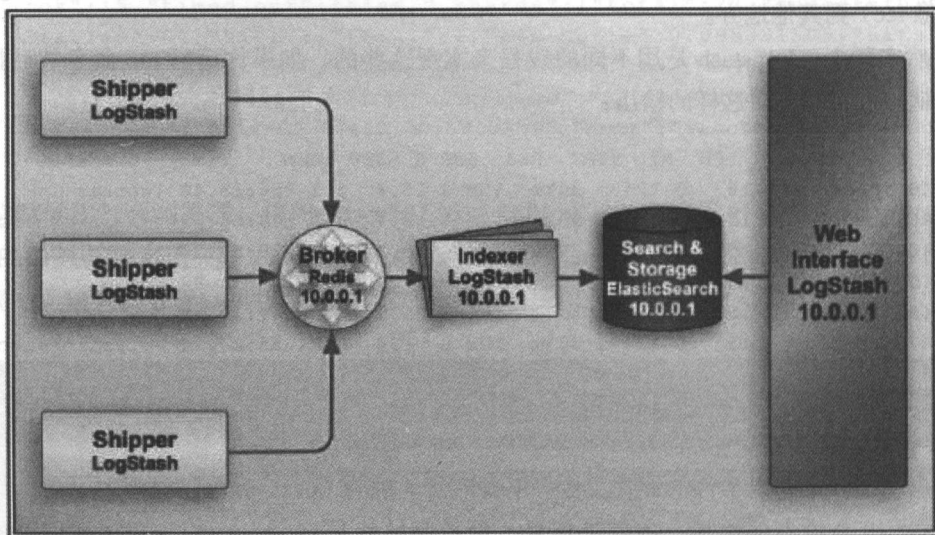 Shipper
LogStash
Shipper
LogStash
Shipper
LogStash
Broker
Redis
10.0.0.1
Indexer
LogStash
10.0.0.1
Search &
Storage
ElasticSearch
10.0.0.1
Web
Interface
LogStash
10.0.0.1